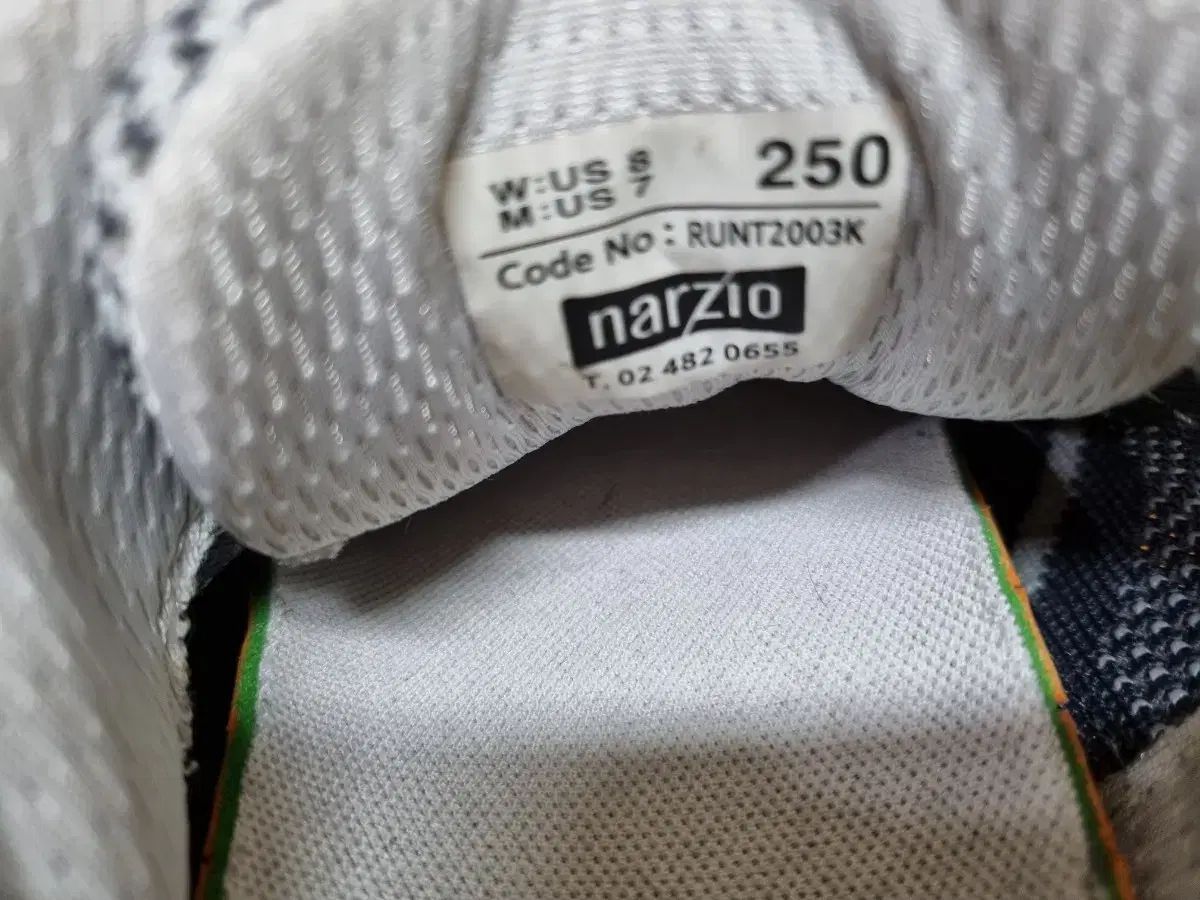 W:US 8
M:US 7
250
Code No : RUNT2003K
narzio
T. 02 482 0655